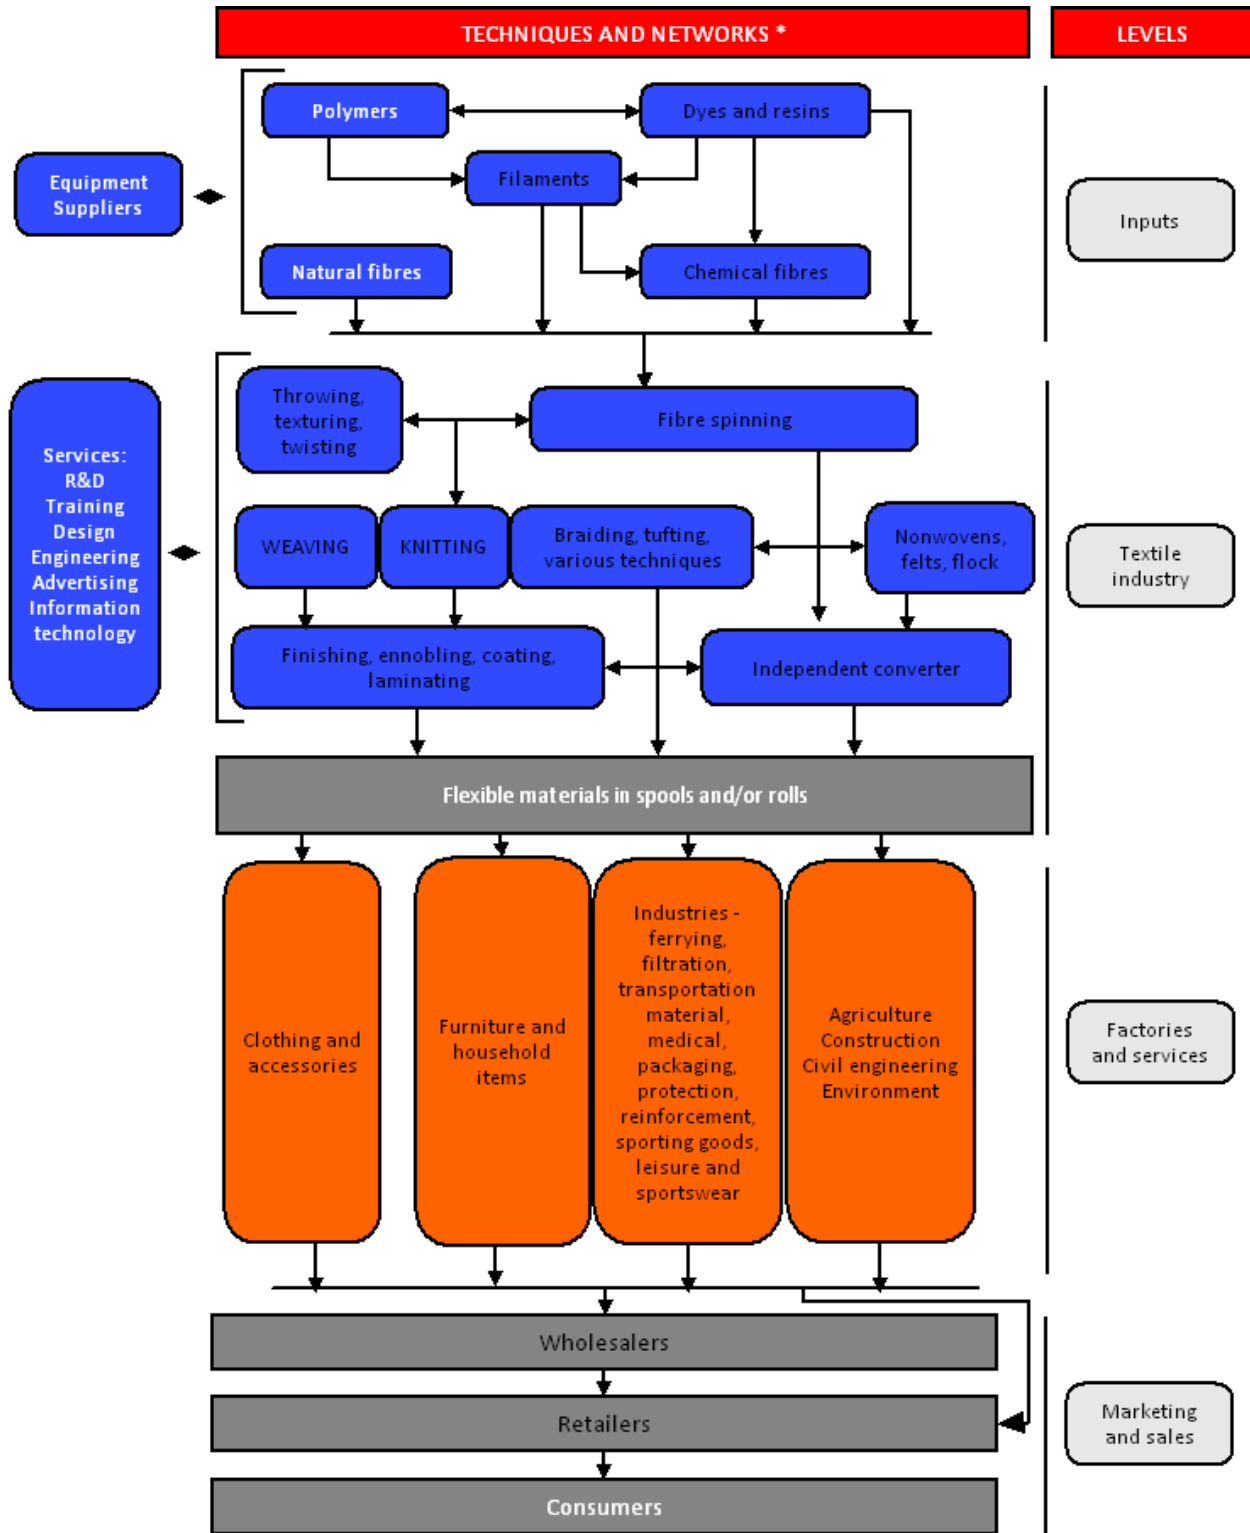 TECHNIQUES AND NETWORKS *
LEVELS
Polymers
Dyes and resins
Equipment
Suppliers
Filaments
Inputs
Natural fibres
Chemical fibres
Throwing,
texturing,
twisting
Fibre spinning
Services:
R&D
Training
Design
Engineering
Advertising
Information
technology
WEAVING
KNITTING
Braiding, tufting,
various techniques
Nonwovens,
felts, flock
Textile
industry
Finishing, ennobling, coating,
laminating
Independent converter
Flexible materials in spools and/or rolls
Clothing and
accessories
Furniture and
household
items
Industries -
ferrying,
filtration,
transportation
material,
medical,
packaging,
protection,
reinforcement,
sporting goods,
leisure and
sportswear
Agriculture
Construction
Civil engineering
Environment
Factories
and services
Wholesalers
Retailers
Marketing
and sales
Consumers